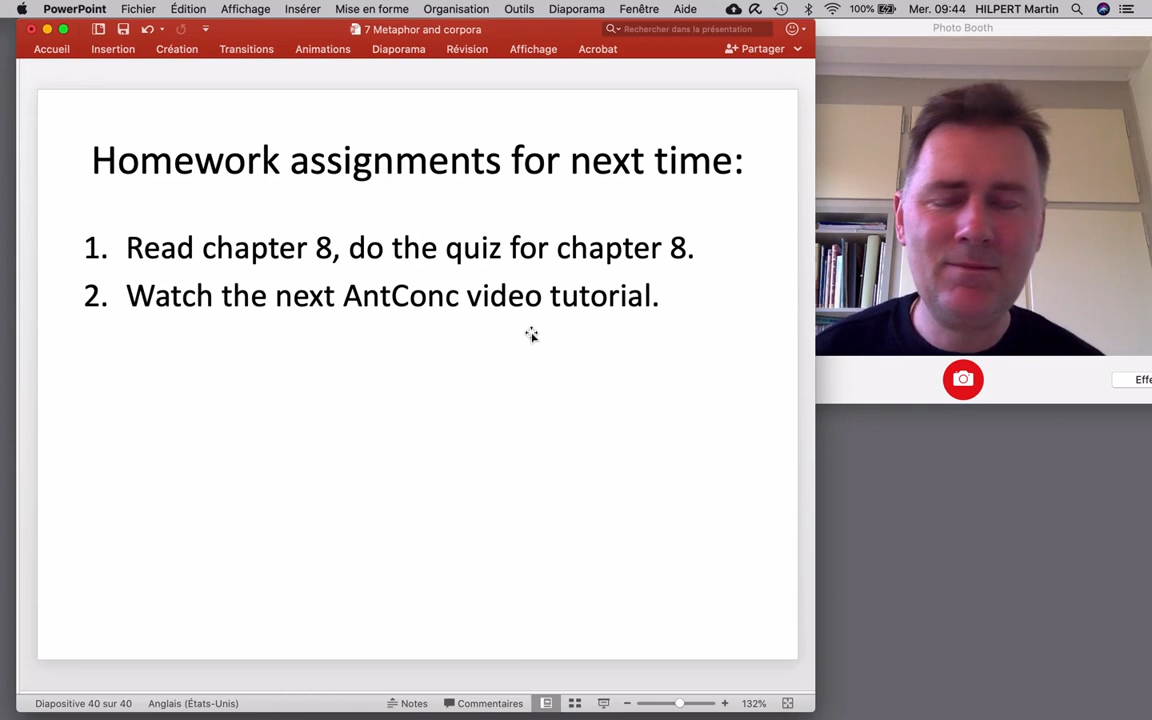 PowerPoint Fichier Édition Affichage Insérer Mise en forme Organisation Outils Diaporama Fenêtre Aide 100% Mer. 09:44 HILPERT Martin
7 Metaphor and corpora Rechercher dans la présentation
Photo Booth
Accueil Insertion Création Transitions Animations Diaporama Révision Affichage Acrobat Partager
Homework assignments for next time:
1. Read chapter 8, do the quiz for chapter 8.
2. Watch the next AntConc video tutorial.
Effe
Diapositive 40 sur 40 Anglais (États-Unis) Notes Commentaires 132%